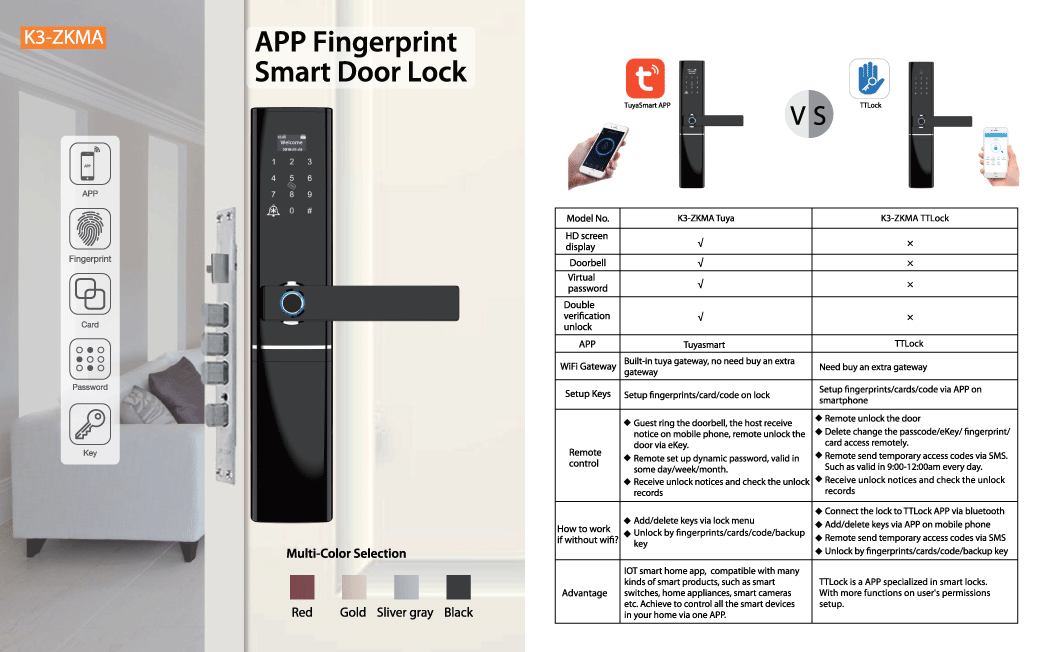 K3-ZKMA
APP Fingerprint
Smart Door Lock
APP
APP
Fingerprint
Card
Password
Key
Welcome
1 2 3
4 5 6
7 8 9
0 #
Multi-Color Selection
Red Gold Sliver gray Black
TuyaSmart APP
VS
TTLock
Model No. K3-ZKMA Tuya K3-ZKMA TTLock
HD screen
display √ ×
Doorbell √ ×
Virtual
password √ ×
Double
verification
unlock √ ×
APP Tuyasmart TTLock
WiFi Gateway
Built-in tuya gateway, no need buy an extra
gateway
Need buy an extra gateway
Setup Keys
Setup fingerprints/card/code on lock
Setup fingerprints/cards/code via APP on
smartphone
Remote
control
◆ Guest ring the doorbell, the host receive
notice on mobile phone, remote unlock the
door via eKey.
◆ Remote set up dynamic password, valid in
some day/week/month.
◆ Receive unlock notices and check the unlock
records
◆ Remote unlock the door
◆ Delete change the passcode/eKey/ fingerprint/
card access remotely.
◆ Remote send temporary access codes via SMS.
Such as valid in 9:00-12:00am every day.
◆ Receive unlock notices and check the unlock
records
How to work
if without wifi?
◆ Add/delete keys via lock menu
◆ Unlock by fingerprints/cards/code/backup
key
◆ Connect the lock to TTLock APP via bluetooth
◆ Add/delete keys via APP on mobile phone
◆ Remote send temporary access codes via SMS
◆ Unlock by fingerprints/cards/code/backup key
Advantage
IOT smart home app, compatible with many
kinds of smart products, such as smart
switches, home appliances, smart cameras
etc. Achieve to control all the smart devices
in your home via one APP.
TTLock is a APP specialized in smart locks.
With more functions on user's permissions
setup.